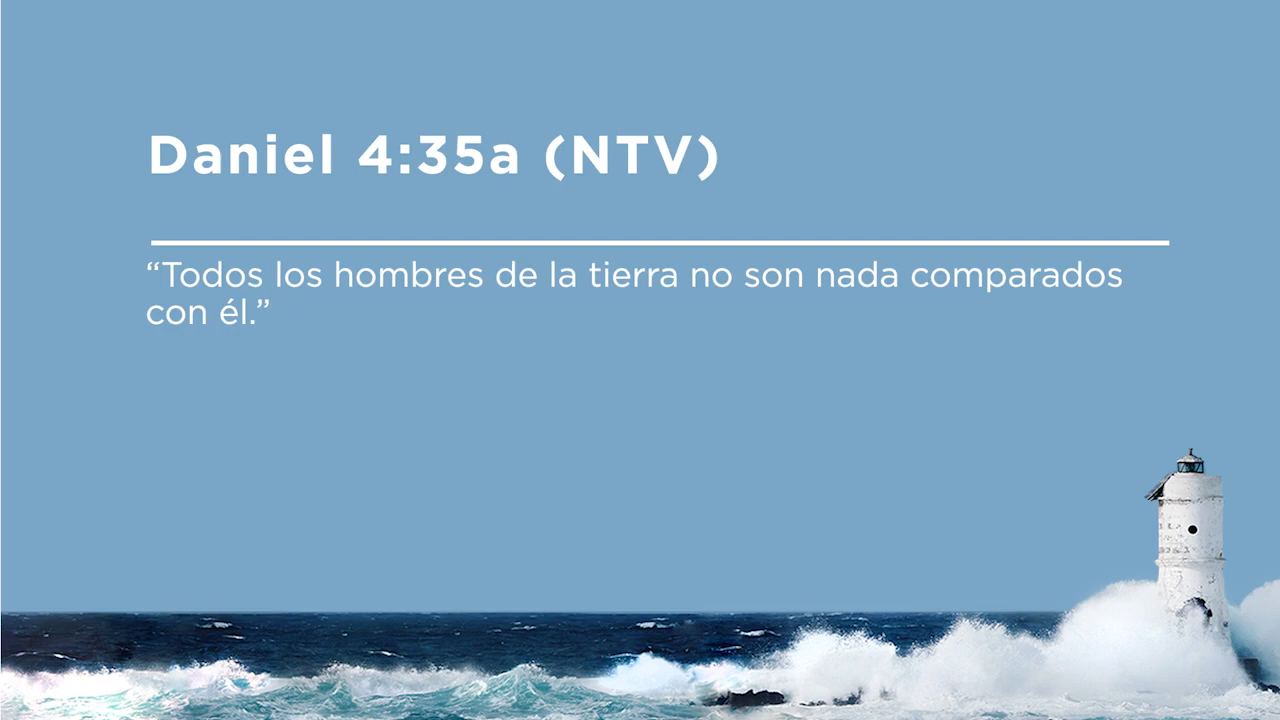 Daniel 4:35a (NTV)
“Todos los hombres de la tierra no son nada comparados
con él.”